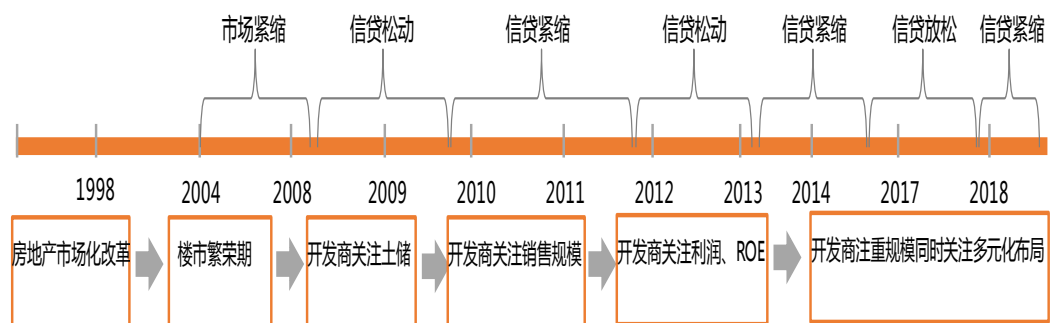 市场紧缩 信贷松动 信贷紧缩 信贷松动 信贷紧缩 信贷放松 信贷紧缩
1998 2004 2008 2009 2010 2011 2012 2013 2014 2017 2018
房地产市场化改革 楼市繁荣期 开发商关注土储 开发商关注销售规模 开发商关注利润、ROE 开发商注重规模同时关注多元化布局